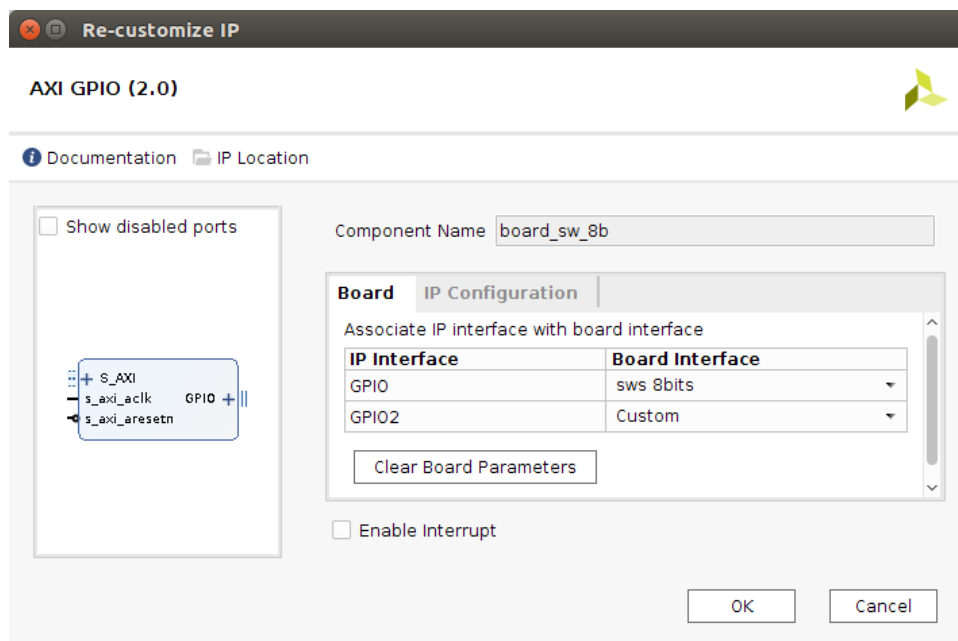 Re-customize IP
AXI GPIO (2.0)
Documentation IP Location
Show disabled ports
S_AXI
s_axi_aclk GPIO
s_axi_aresetn
Component Name board_sw_8b
Board IP Configuration
Associate IP interface with board interface
IP Interface Board Interface
GPIO sws 8bits
GPIO2 Custom
Clear Board Parameters
Enable Interrupt
OK Cancel